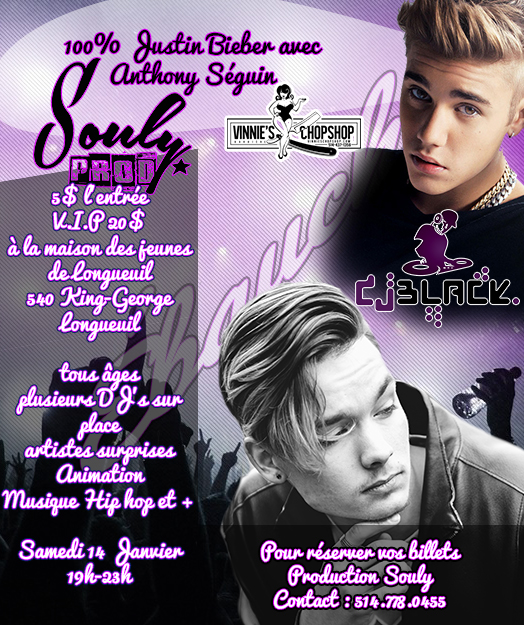 100% Justin Bieber avec
Anthony Séguin
Souly
PROD
VINNIE'S CHOPSHOP
5$ l'entrée
V.I.P 20$
à la maison des jeunes
de Longueuil
540 King-George
Longueuil
DJBLACK.
tous âges
plusieurs DJ's sur
place
artistes surprises
Animation
Musique Hip hop et +
Samedi 14 Janvier
19h-23h
Pour réserver vos billets
Production Souly
Contact : 514.778.0455